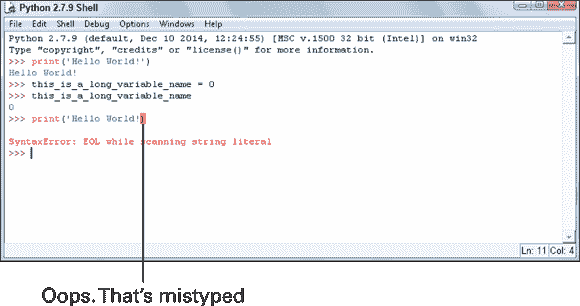 Python 2.7.9 Shell
File Edit Shell Debug Options Windows Help
Python 2.7.9 (default, Dec 10 2014, 12:24:55) [MSC v.1500 32 bit (Intel)] on win32
Type "copyright", "credits" or "license()" for more information.
>>> print('Hello World!')
Hello World!
>>> this_is_a_long_variable_name = 0
>>> this_is_a_long_variable_name
0
>>> print('Hello World!)
SyntaxError: EOL while scanning string literal
>>>
Ln: 11 Col: 4
Oops. That's mistyped